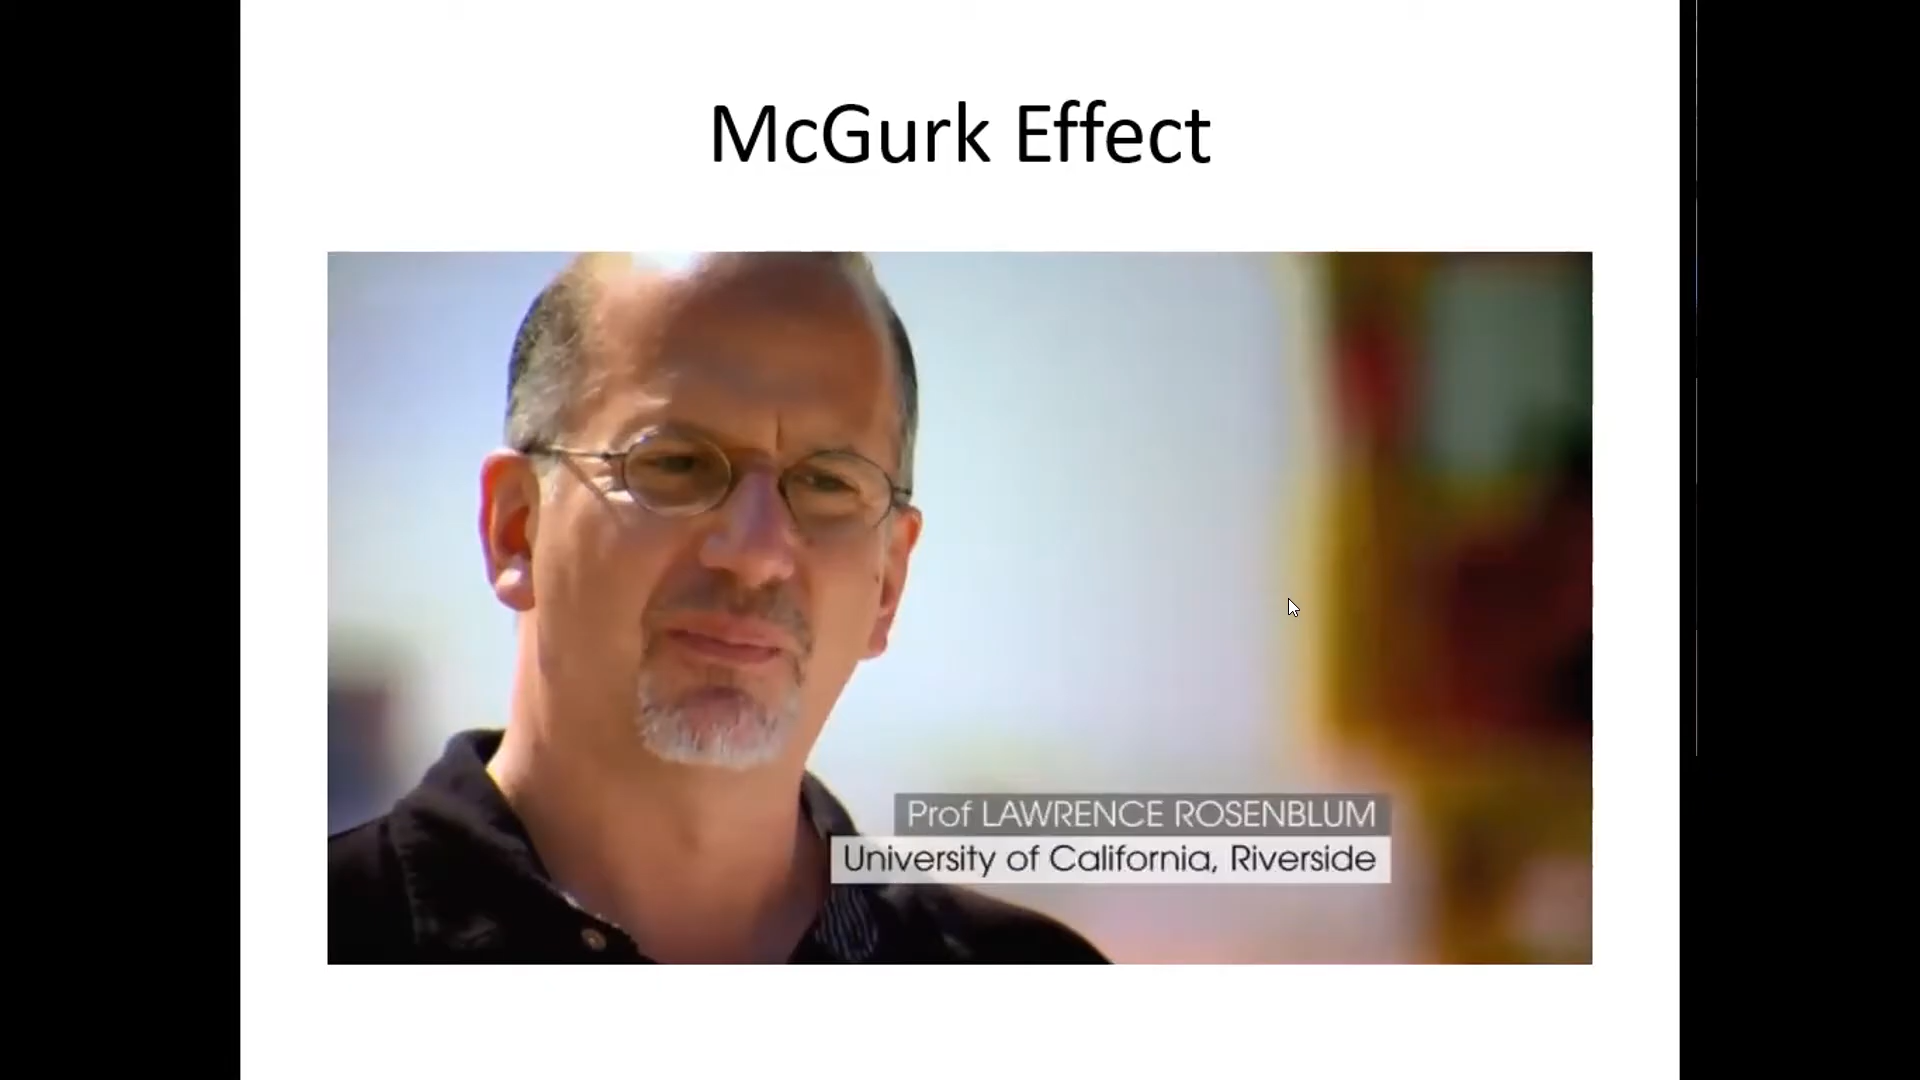 McGurk Effect
Prof LAWRENCE ROSENBLUM
University of California, Riverside